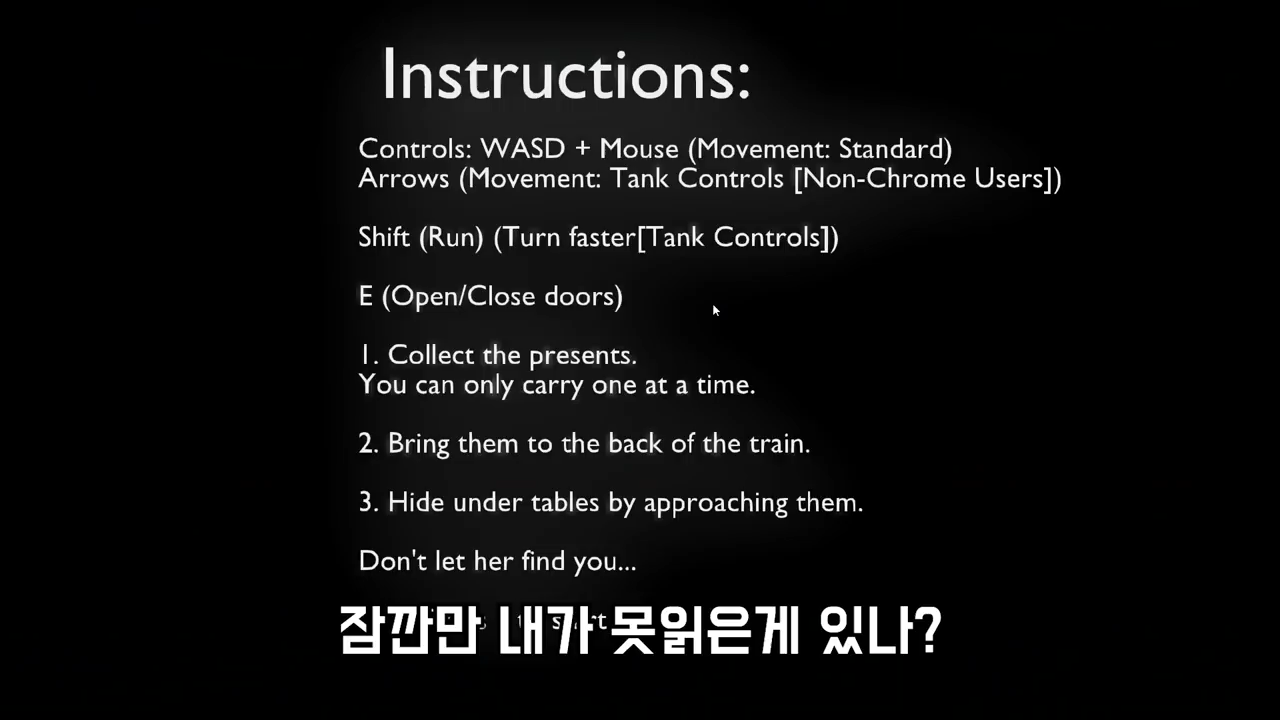 Instructions:
Controls: WASD + Mouse (Movement: Standard)
Arrows (Movement: Tank Controls [Non-Chrome Users])
Shift (Run) (Turn faster[Tank Controls])
E (Open/Close doors)
1. Collect the presents.
You can only carry one at a time.
2. Bring them to the back of the train.
3. Hide under tables by approaching them.
Don't let her find you...
잠깐만 내가 못읽은게 있나?